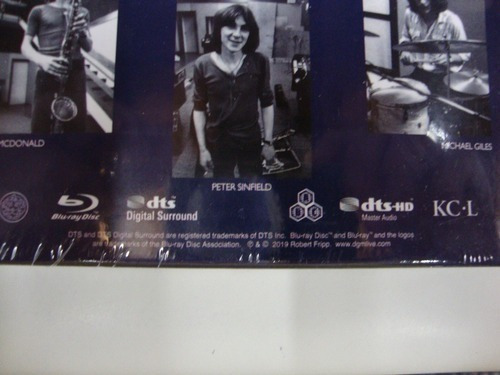 MCDONALD
PETER SINFIELD
MICHAEL GILES
Blu-ray Disc
dts
Digital Surround
dts-HD
Master Audio
KC·L
DTS and DTS Digital Surround are registered trademarks of DTS Inc. Blu-ray Disc™ and Blu-ray™ and the logos
are trademarks of the Blu-ray Disc Association. ℗ & © 2019 Robert Fripp. www.dgmlive.com